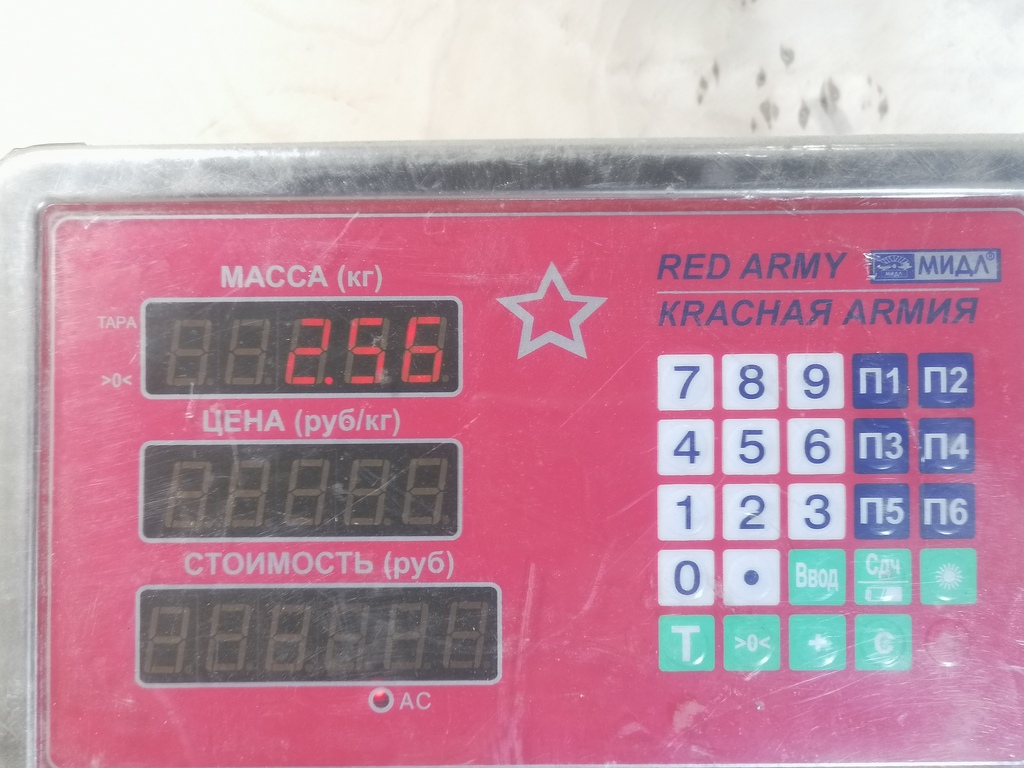 МАССА (кг)
ТАРА
2.56
>0<
ЦЕНА (руб/кг)
СТОИМОСТЬ (руб)
AC
RED ARMY МИДЛ®
КRАСНАЯ АRМИЯ
7 8 9 П1 П2
4 5 6 П3 П4
1 2 3 П5 П6
0 . Ввод Сдч
T >0< + C